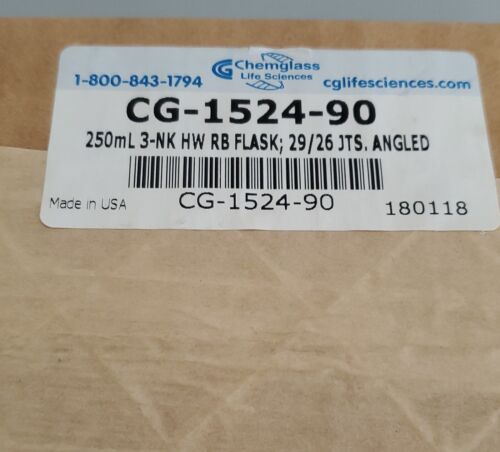 Chemglass
Life Sciences
1-800-843-1794
cglifesciences.com
CG-1524-90
250mL 3-NK HW RB FLASK; 29/26 JTS. ANGLED
Made in USA
CG-1524-90
180118